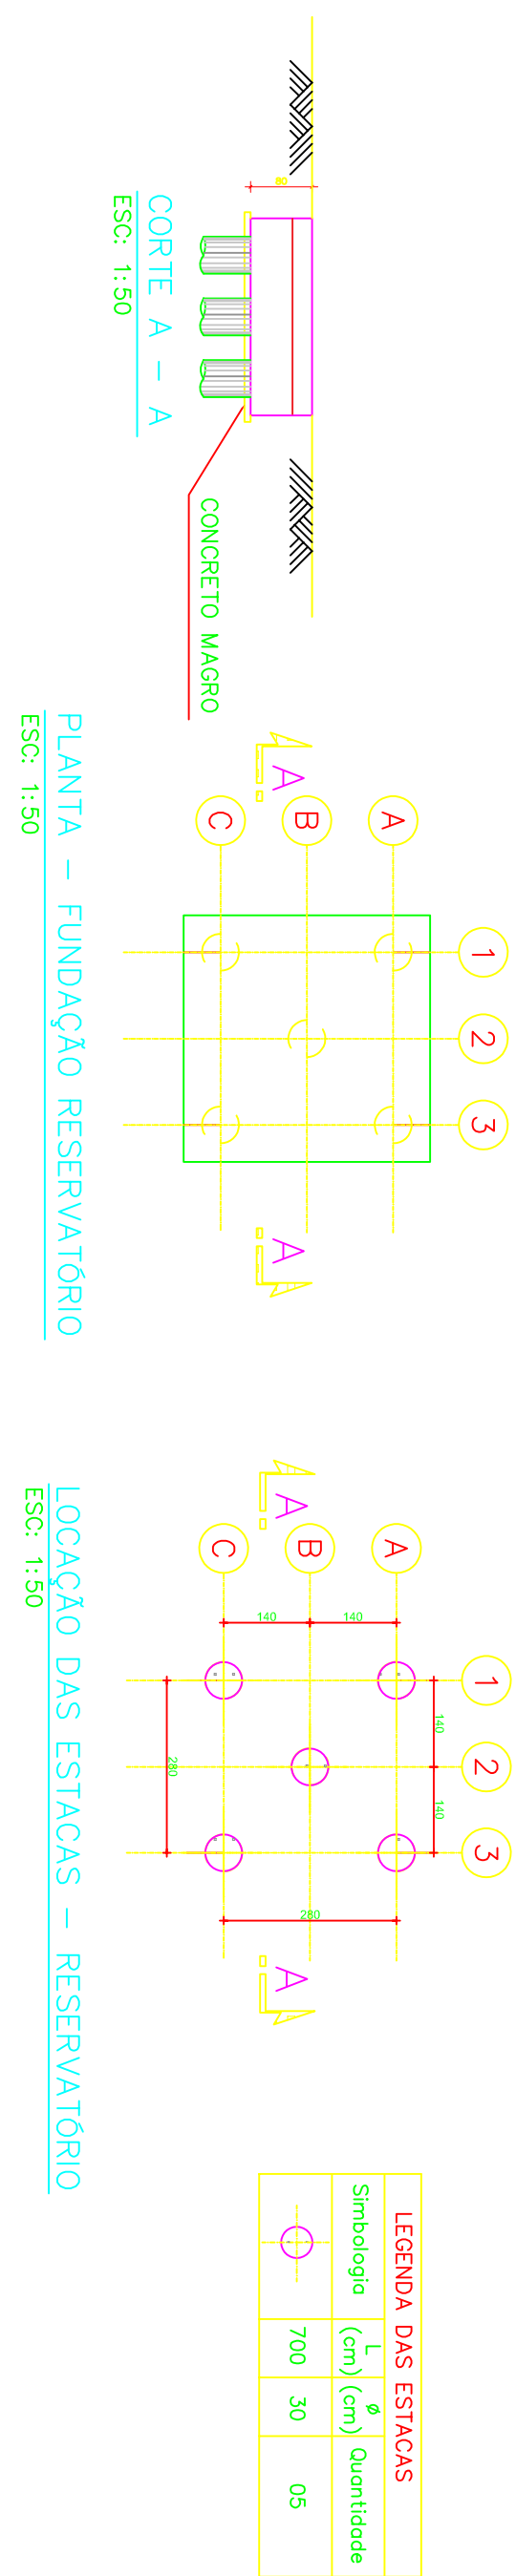 80
CORTE A - A
ESC: 1:50
CONCRETO MAGRO
1
2
3
A
B
C
A
A
PLANTA - FUNDAÇÃO RESERVATÓRIO
ESC: 1:50
1
2
3
140
140
A
B
C
140
140
280
280
A
A
LOCAÇÃO DAS ESTACAS - RESERVATÓRIO
ESC: 1:50
LEGENDA DAS ESTACAS
Simbologia L (cm) ø (cm) Quantidade
700 30 05